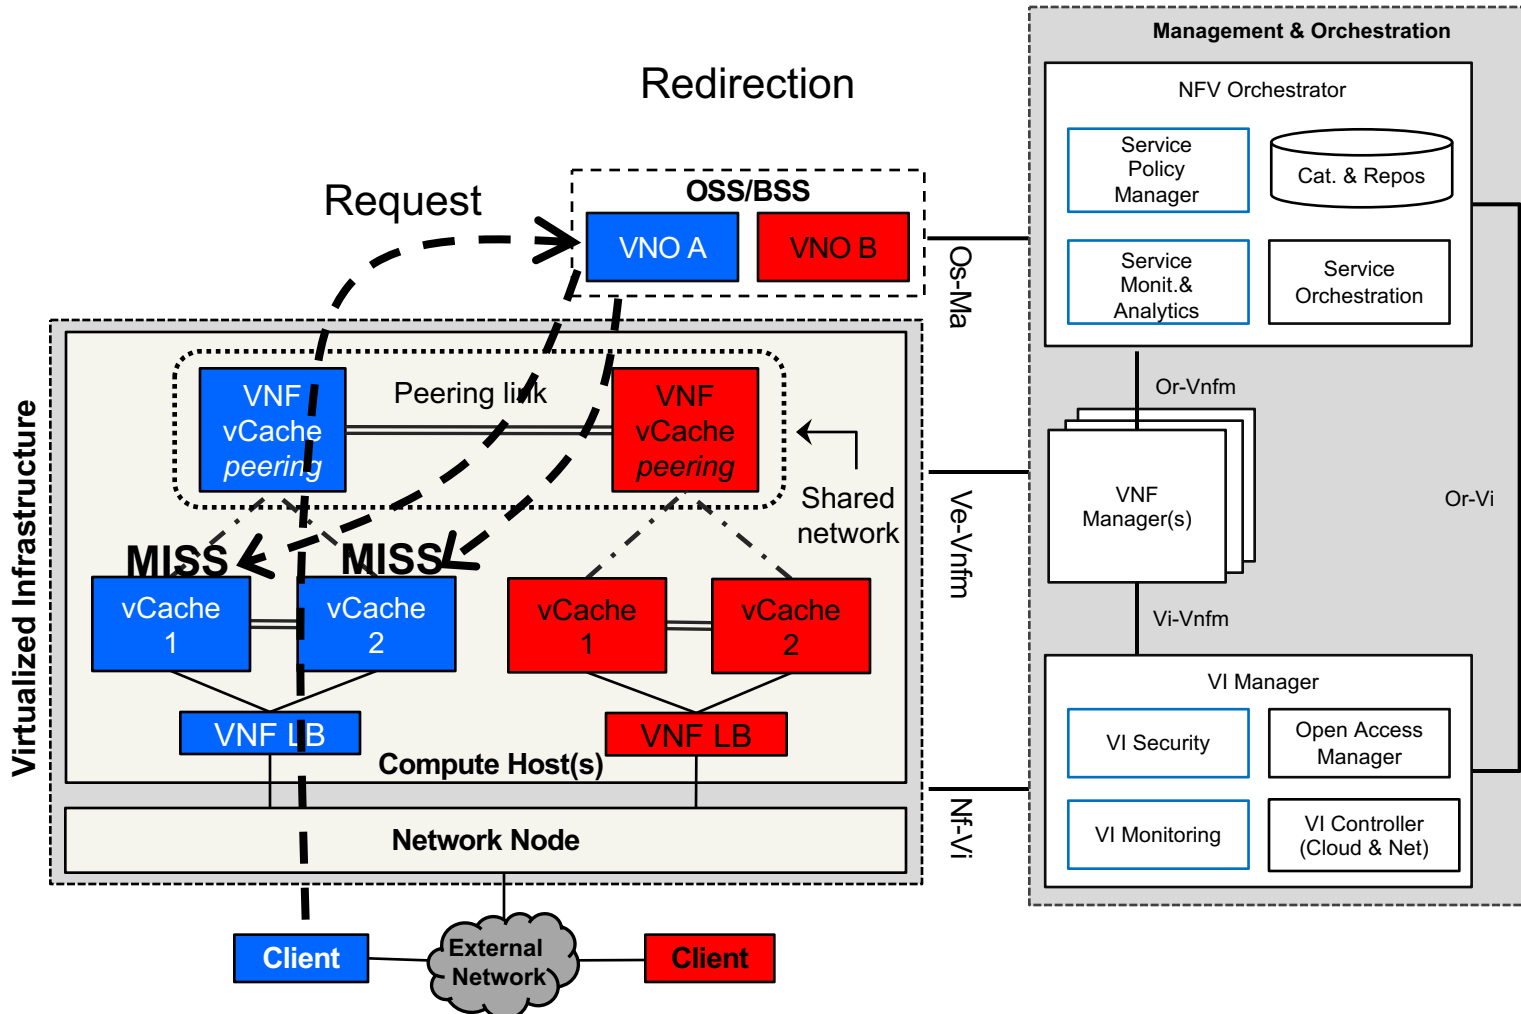 Management & Orchestration
Redirection
NFV Orchestrator
Service
Policy
Manager
Cat. & Repos
Service
Monit.&
Analytics
Service
Orchestration
Request
OSS/BSS
VNO A
VNO B
Os-Ma
Or-Vnfm
VNF
Manager(s)
Or-Vi
Vi-Vnfm
Ve-Vnfm
VI Manager
VI Security
Open Access
Manager
VI Monitoring
VI Controller
(Cloud & Net)
Nf-Vi
Virtualized Infrastructure
VNF
vCache
peering
Peering link
VNF
vCache
peering
Shared
network
MISS
MISS
vCache
1
vCache
2
vCache
1
vCache
2
VNF LB
VNF LB
Compute Host(s)
Network Node
Client
External
Network
Client